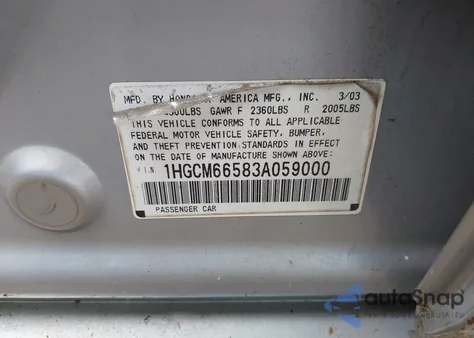 MFD. BY HONDA OF AMERICA MFG., INC. 3/03
4300LBS GAWR F 2360LBS R 2005LBS
THIS VEHICLE CONFORMS TO ALL APPLICABLE
FEDERAL MOTOR VEHICLE SAFETY, BUMPER,
AND THEFT PREVENTION STANDARDS IN EFFECT
ON THE DATE OF MANUFACTURE SHOWN ABOVE:
V.I.N. 1HGCM66583A059000
PASSENGER CAR
autoSnap